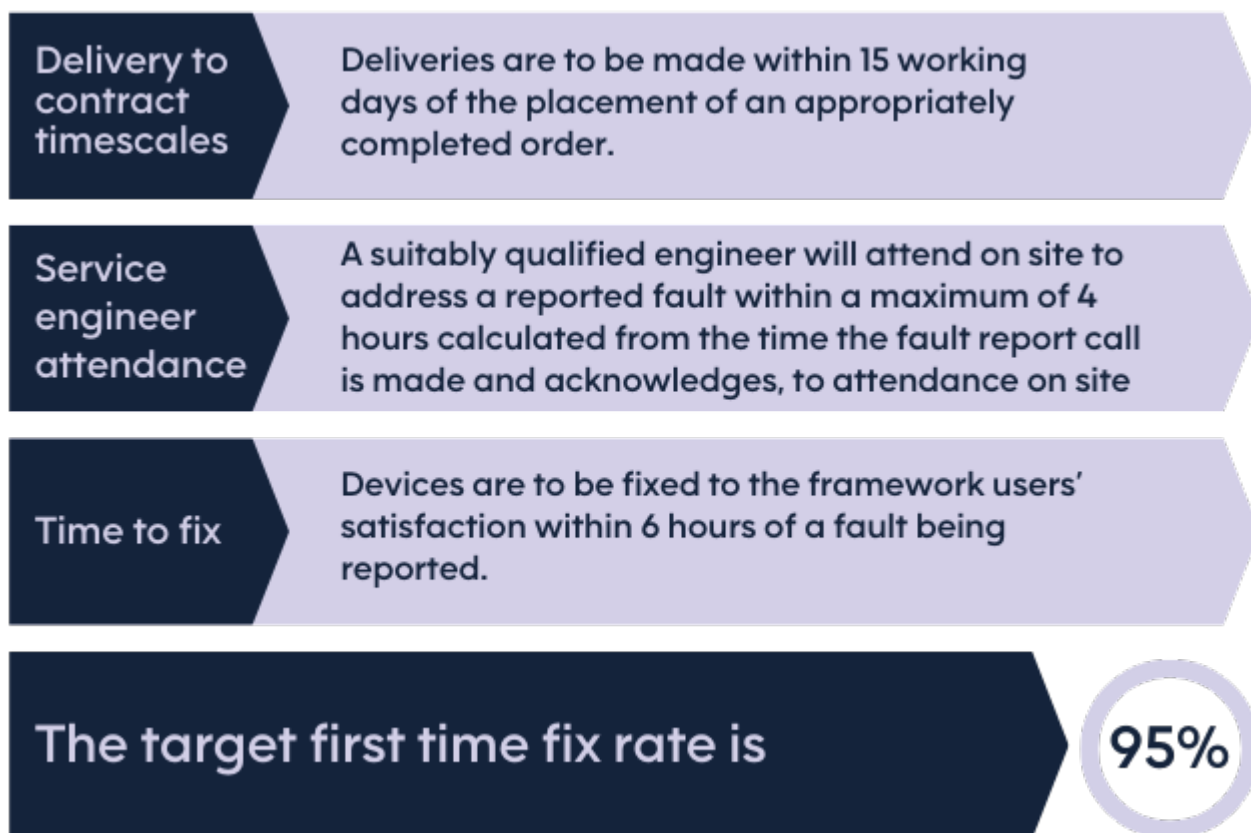 Delivery to
contract
timescales
Deliveries are to be made within 15 working
days of the placement of an appropriately
completed order.
Service
engineer
attendance
A suitably qualified engineer will attend on site to
address a reported fault within a maximum of 4
hours calculated from the time the fault report call
is made and acknowledges, to attendance on site
Time to fix
Devices are to be fixed to the framework users’
satisfaction within 6 hours of a fault being
reported.
The target first time fix rate is
95%